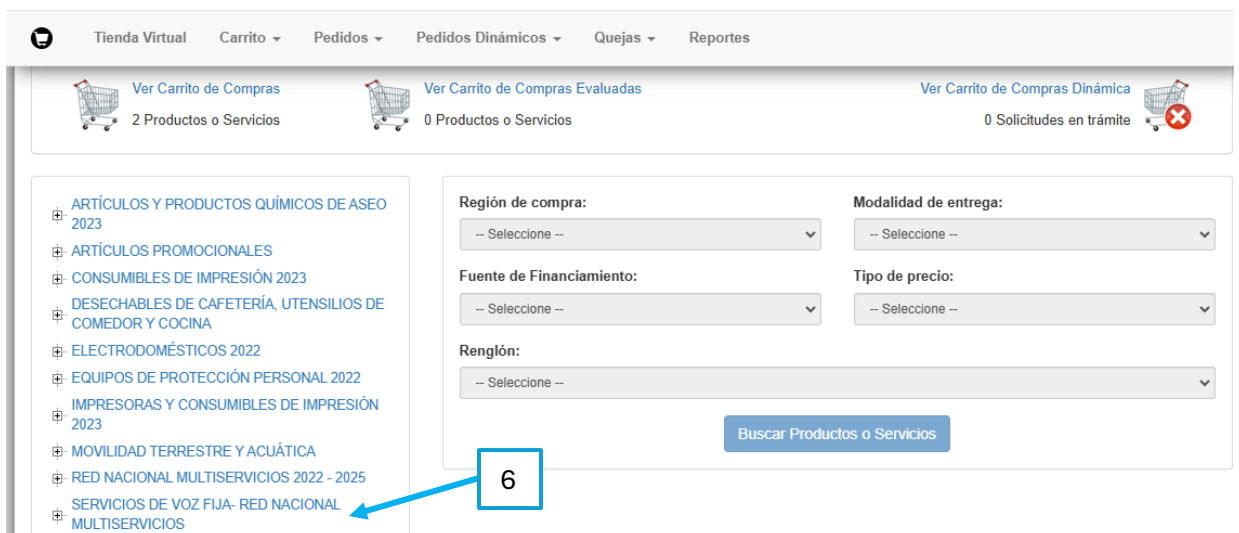 Tienda Virtual Carrito Pedidos Pedidos Dinámicos Quejas Reportes
Ver Carrito de Compras
2 Productos o Servicios
Ver Carrito de Compras Evaluadas
0 Productos o Servicios
Ver Carrito de Compras Dinámica
0 Solicitudes en trámite
ARTÍCULOS Y PRODUCTOS QUÍMICOS DE ASEO
2023
ARTÍCULOS PROMOCIONALES
CONSUMIBLES DE IMPRESIÓN 2023
DESECHABLES DE CAFETERÍA, UTENSILIOS DE
COMEDOR Y COCINA
ELECTRODOMÉSTICOS 2022
EQUIPOS DE PROTECCIÓN PERSONAL 2022
IMPRESORAS Y CONSUMIBLES DE IMPRESIÓN
2023
MOVILIDAD TERRESTRE Y ACUÁTICA
RED NACIONAL MULTISERVICIOS 2022 - 2025
SERVICIOS DE VOZ FIJA- RED NACIONAL
MULTISERVICIOS
Región de compra:
-- Seleccione --
Modalidad de entrega:
-- Seleccione --
Fuente de Financiamiento:
-- Seleccione --
Tipo de precio:
-- Seleccione --
Renglón:
-- Seleccione --
Buscar Productos o Servicios
6